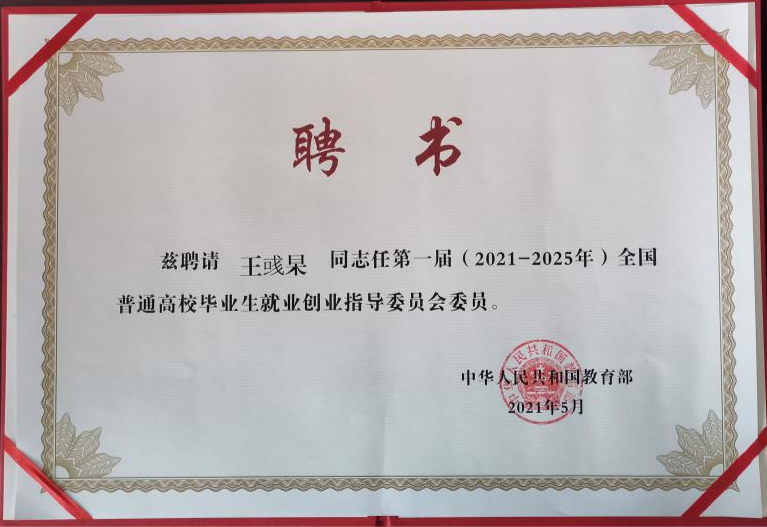 聘 书
兹聘请 王彧杲 同志任第一届（2021-2025年）全国
普通高校毕业生就业创业指导委员会委员。
中华人民共和国教育部
2021年5月